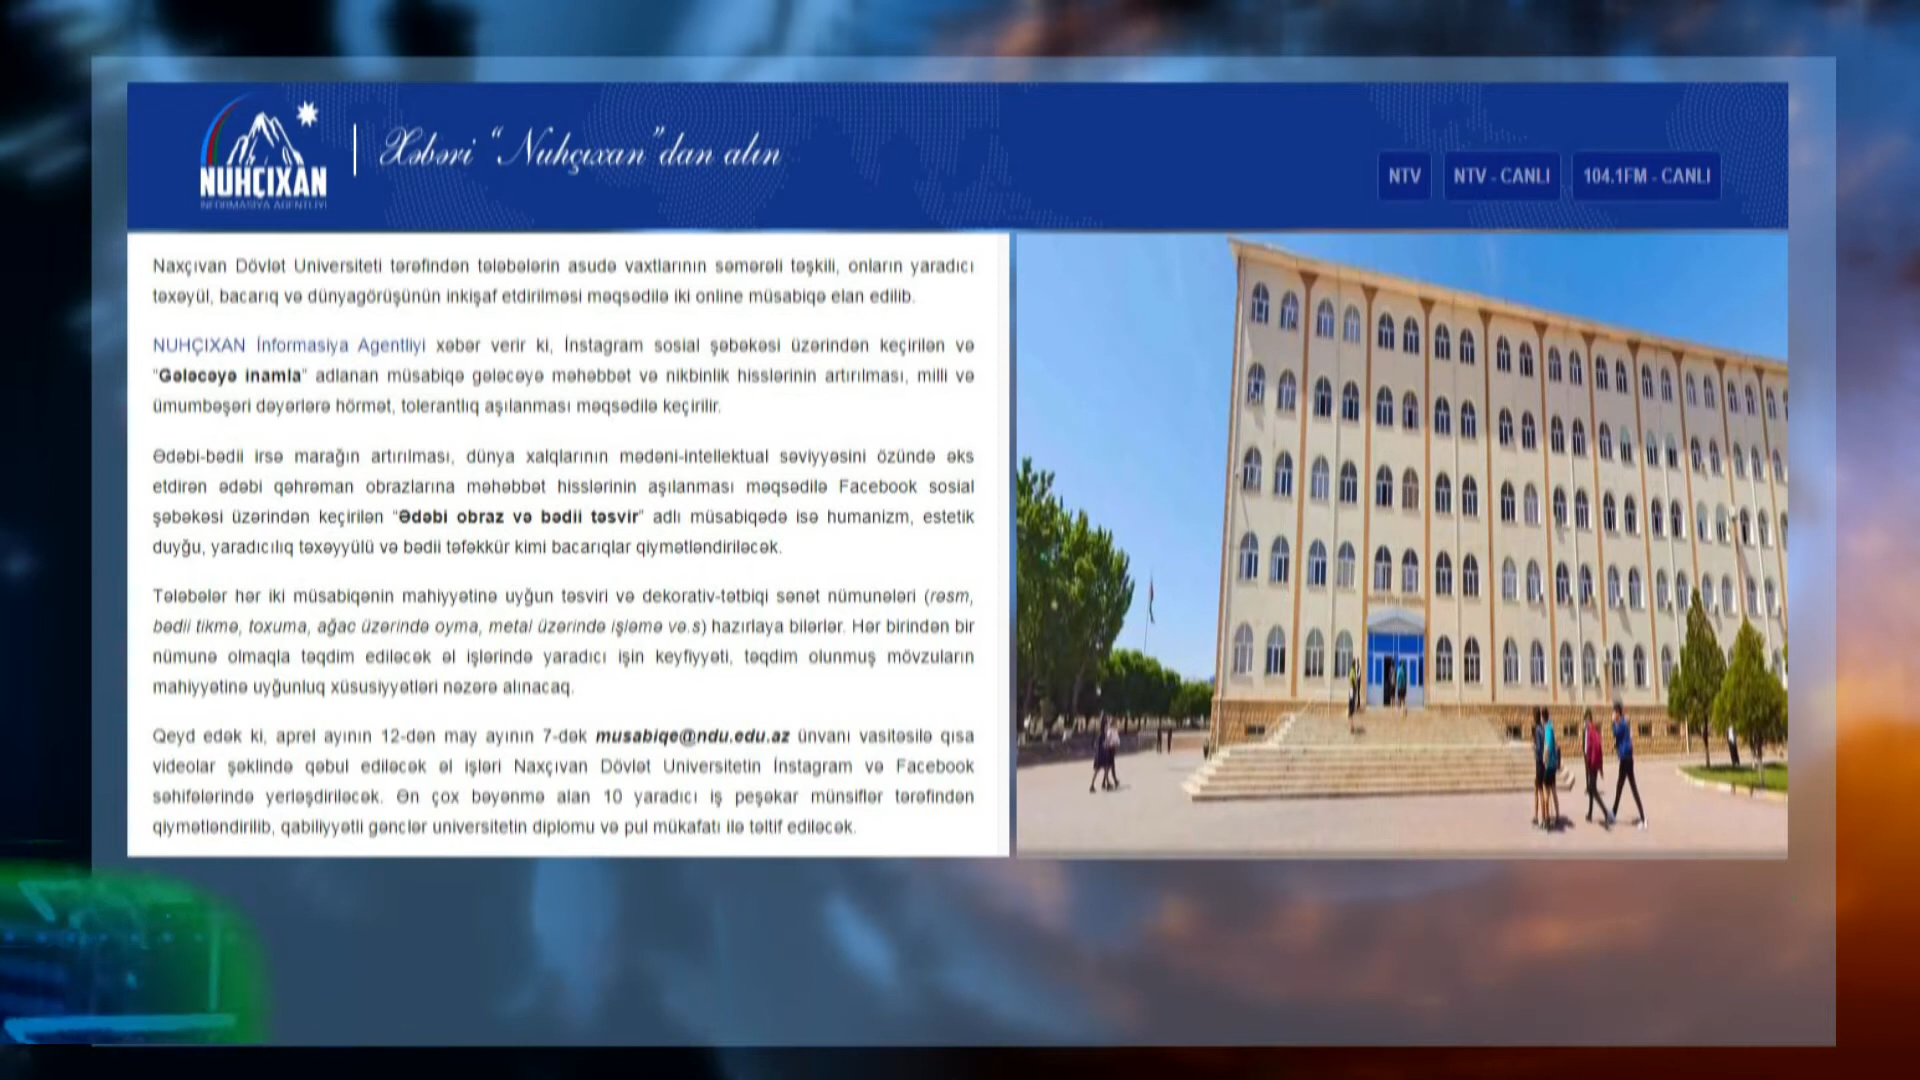 NUHÇIXAN
İNFORMASİYA AGENTLİYİ
Xəbəri “Nuhçıxan”dan alın
NTV
NTV - CANLI
104.1FM - CANLI
Naxçıvan Dövlət Universiteti tərəfindən tələbələrin asudə vaxtlarının səmərəli təşkili, onların yaradıcı
təxəyül, bacarıq və dünyagörüşünün inkişaf etdirilməsi məqsədilə iki online müsabiqə elan edilib.
NUHÇIXAN İnformasiya Agentliyi xəbər verir ki, İnstagram sosial şəbəkəsi üzərindən keçirilən və
"Gələcəyə inamla" adlanan müsabiqə gələcəyə məhəbbət və nikbinlik hisslərinin artırılması, milli və
ümumbəşəri dəyərlərə hörmət, tolerantlıq aşılanması məqsədilə keçirilir.
Ədəbi-bədii irsə marağın artırılması, dünya xalqlarının mədəni-intellektual səviyyəsini özündə əks
etdirən ədəbi qəhrəman obrazlarına məhəbbət hisslərinin aşılanması məqsədilə Facebook sosial
şəbəkəsi üzərindən keçirilən "Ədəbi obraz və bədii təsvir" adlı müsabiqədə isə humanizm, estetik
duyğu, yaradıcılıq təxəyyülü və bədii təfəkkür kimi bacarıqlar qiymətləndiriləcək.
Tələbələr hər iki müsabiqənin mahiyyətinə uyğun təsviri və dekorativ-tətbiqi sənət nümunələri (rəsm,
bədii tikmə, toxuma, ağac üzərində oyma, metal üzərində işləmə və.s) hazırlaya bilərlər. Hər birindən bir
nümunə olmaqla təqdim ediləcək əl işlərində yaradıcı işin keyfiyyəti, təqdim olunmuş mövzuların
mahiyyətinə uyğunluq xüsusiyyətləri nəzərə alınacaq.
Qeyd edək ki, aprel ayının 12-dən may ayının 7-dək musabiqe@ndu.edu.az ünvanı vasitəsilə qısa
videolar şəklində qəbul ediləcək əl işləri Naxçıvan Dövlət Universitetin İnstagram və Facebook
səhifələrində yerləşdiriləcək. Ən çox bəyənmə alan 10 yaradıcı iş peşəkar münsiflər tərəfindən
qiymətləndirilib, qabiliyyətli gənclər universitetin diplomu və pul mükafatı ilə təltif ediləcək.